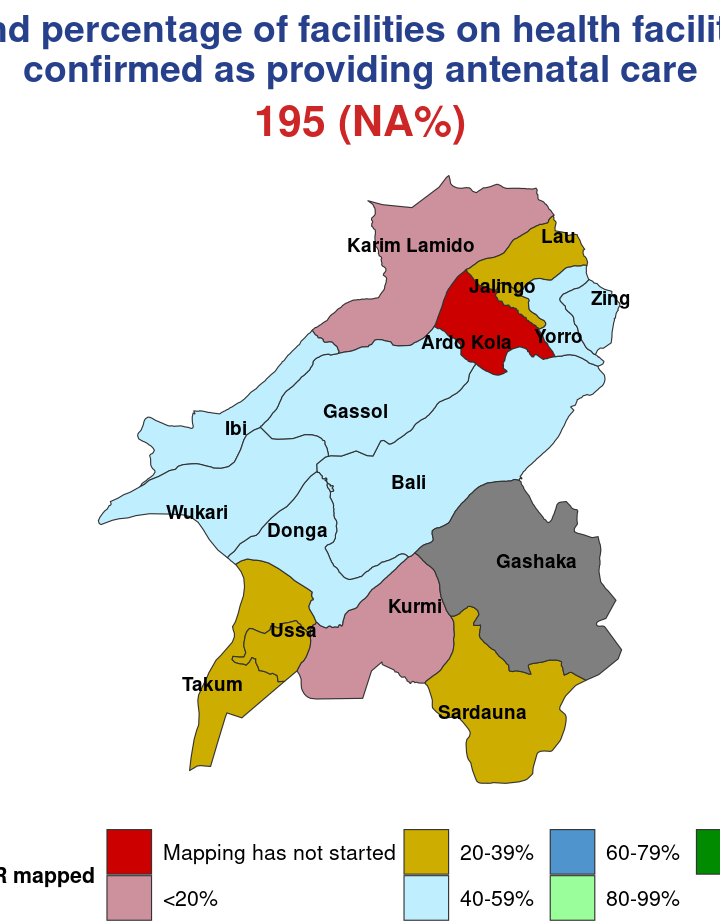 percentage of facilities on health
confirmed as providing antenatal care
195 (NA%)
Karim Lamido
Lau
Jalingo
Zing
Ardo Kola
Yorro
Gassol
Ibi
Bali
Wukari
Donga
Gashaka
Kurmi
Ussa
Takum
Sardauna
Mapping has not started
20-39%
60-79%
R mapped
<20%
40-59%
80-99%